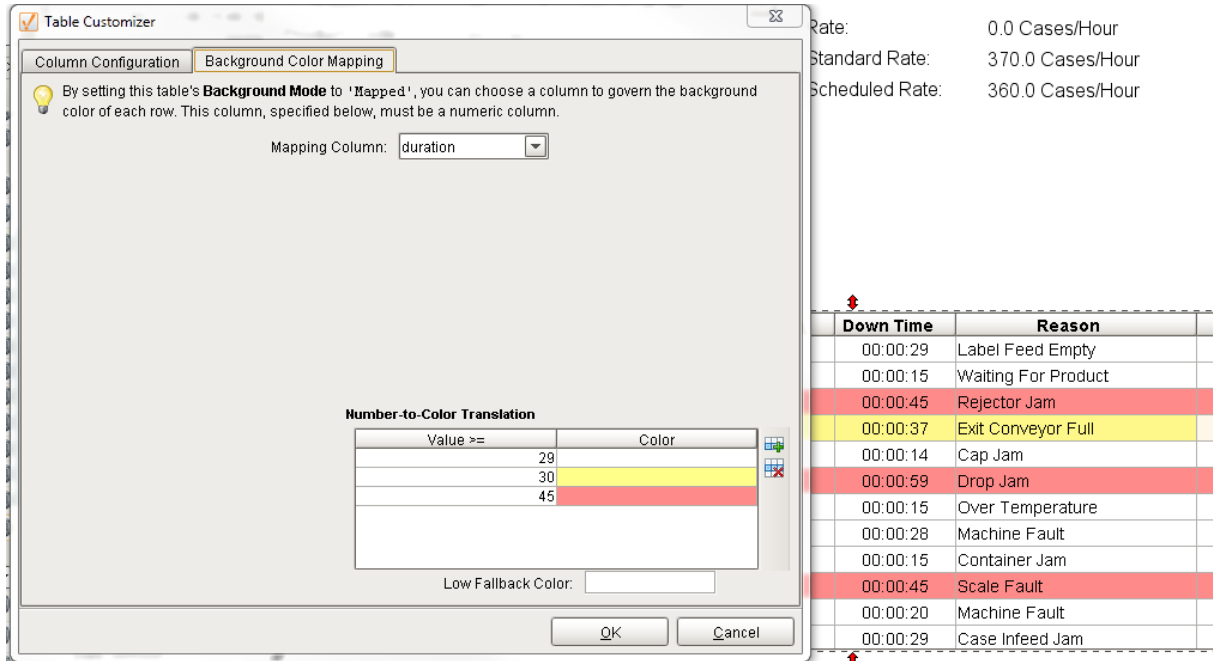 Table Customizer
Column Configuration
Background Color Mapping
By setting this table's Background Mode to 'Mapped', you can choose a column to govern the background
color of each row. This column, specified below, must be a numeric column.
Mapping Column: duration
Number-to-Color Translation
Value >= Color
29
30
45
Low Fallback Color:
OK Cancel
Rate: 0.0 Cases/Hour
Standard Rate: 370.0 Cases/Hour
Scheduled Rate: 360.0 Cases/Hour
Down Time Reason
00:00:29 Label Feed Empty
00:00:15 Waiting For Product
00:00:45 Rejector Jam
00:00:37 Exit Conveyor Full
00:00:14 Cap Jam
00:00:59 Drop Jam
00:00:15 Over Temperature
00:00:28 Machine Fault
00:00:15 Container Jam
00:00:45 Scale Fault
00:00:20 Machine Fault
00:00:29 Case Infeed Jam